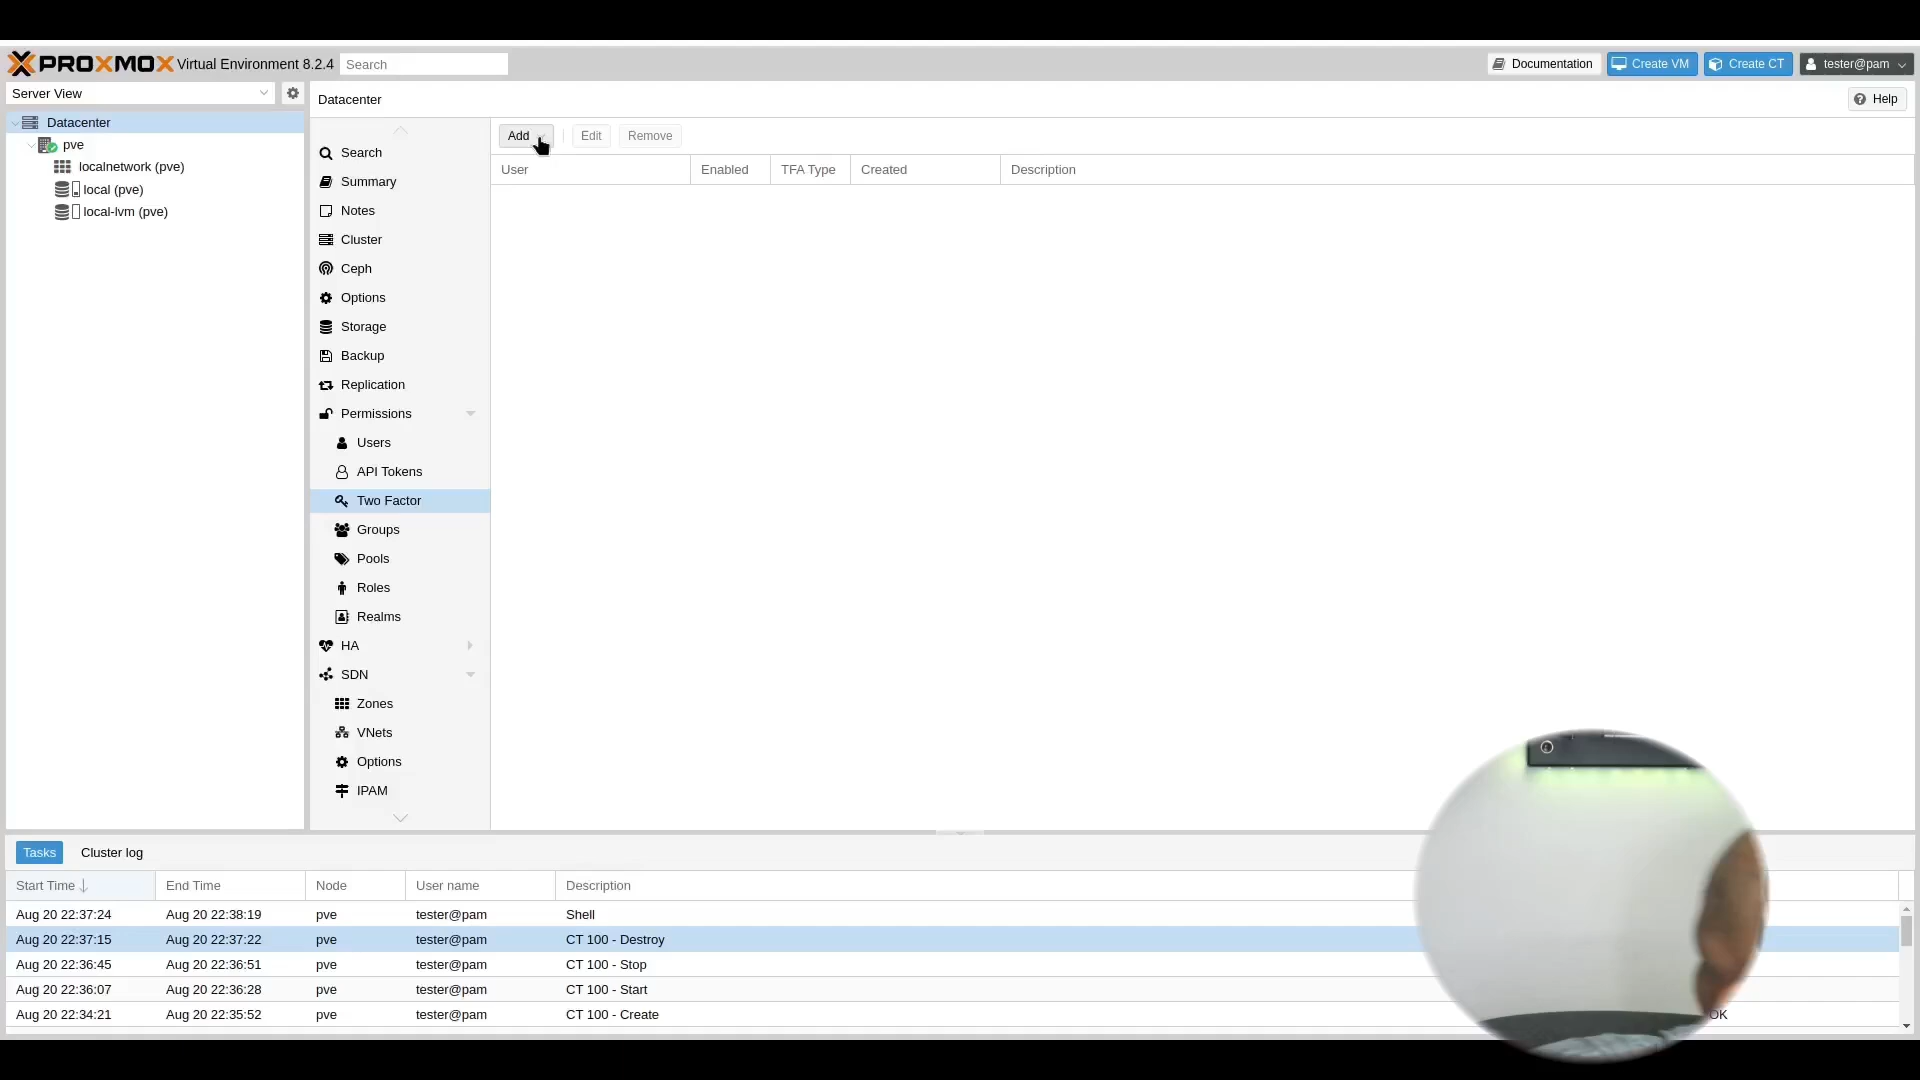 PROXMOX Virtual Environment 8.2.4 Search Documentation Create VM Create CT tester@pam
Server View
Datacenter
pve
localnetwork (pve)
local (pve)
local-lvm (pve)
Datacenter Help
Search
Summary
Notes
Cluster
Ceph
Options
Storage
Backup
Replication
Permissions
Users
API Tokens
Two Factor
Groups
Pools
Roles
Realms
HA
SDN
Zones
VNets
Options
IPAM
Add Edit Remove
User Enabled TFA Type Created Description
Tasks Cluster log
Start Time End Time Node User name Description
Aug 20 22:37:24 Aug 20 22:38:19 pve tester@pam Shell
Aug 20 22:37:15 Aug 20 22:37:22 pve tester@pam CT 100 - Destroy
Aug 20 22:36:45 Aug 20 22:36:51 pve tester@pam CT 100 - Stop
Aug 20 22:36:07 Aug 20 22:36:28 pve tester@pam CT 100 - Start
Aug 20 22:34:21 Aug 20 22:35:52 pve tester@pam CT 100 - Create OK